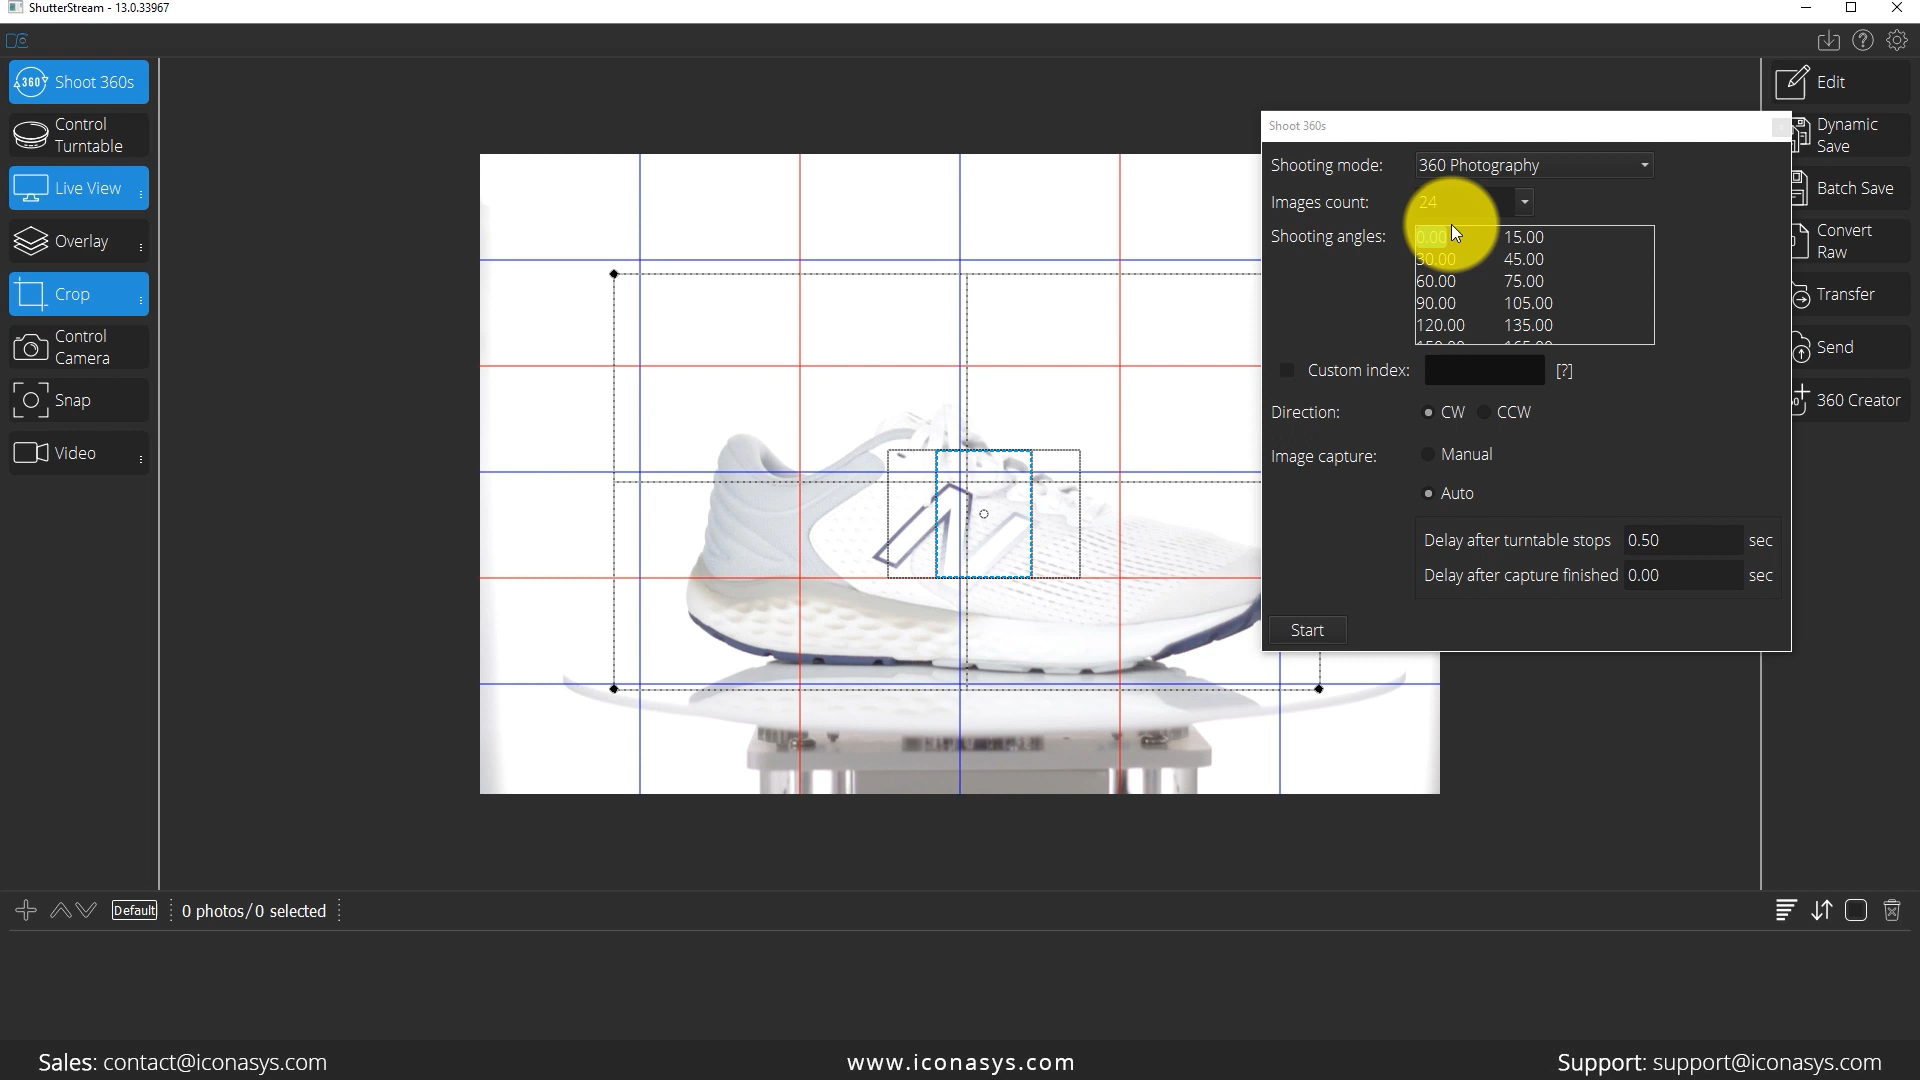 ShutterStream - 13.0.33967
Shoot 360s
Control
Turntable
Live View
Overlay
Crop
Control
Camera
Snap
Video
Edit
Dynamic
Save
Batch Save
Convert
Raw
Transfer
Send
360 Creator
Shoot 360s
Shooting mode: 360 Photography
Images count: 24
Shooting angles: 0.00 15.00
30.00 45.00
60.00 75.00
90.00 105.00
120.00 135.00
150.00 165.00
Custom index: [?]
Direction: CW CCW
Image capture: Manual
Auto
Delay after turntable stops 0.50 sec
Delay after capture finished 0.00 sec
Start
Default 0 photos/0 selected
Sales: contact@iconasys.com
www.iconasys.com
Support: support@iconasys.com